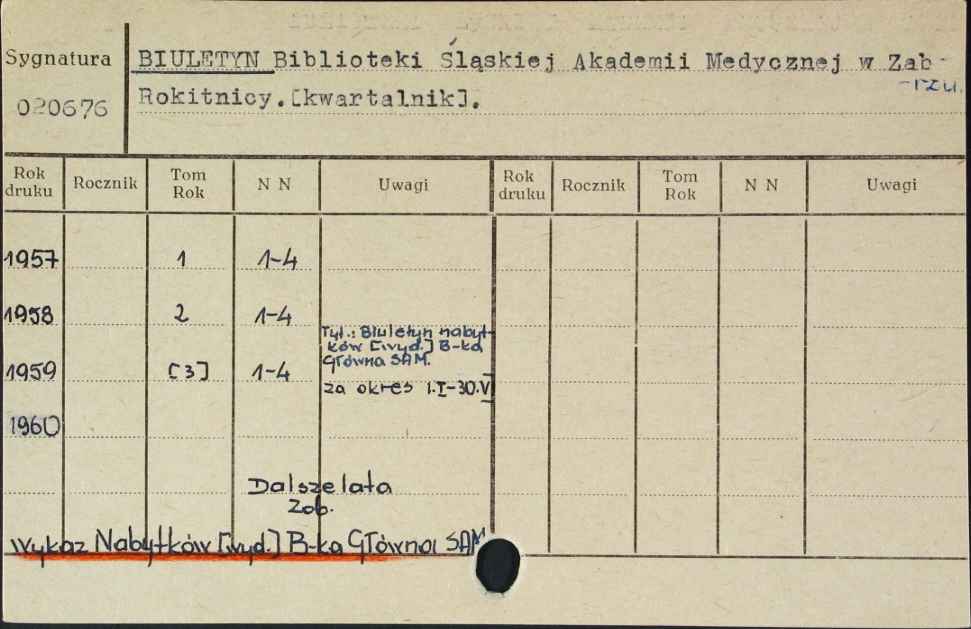 Sygnatura
020676
BIULETYN Biblioteki Śląskiej Akademii Medycznej w Zab-
-rzu.
Rokitnicy.[kwartalnik].
Rok druku Rocznik Tom Rok N N Uwagi Rok druku Rocznik Tom Rok N N Uwagi
1957 1 1-4
1958 2 1-4
Tyt.: Biuletyn nabyt-
ków [wyd.] B-ka
Główna SAM.
1959 [3] 1-4 za okres 1.I-30.V]
1960
Dalsze lata
Zob.
Wykaz Nabytków [wyd.] B-ka Główna SAM